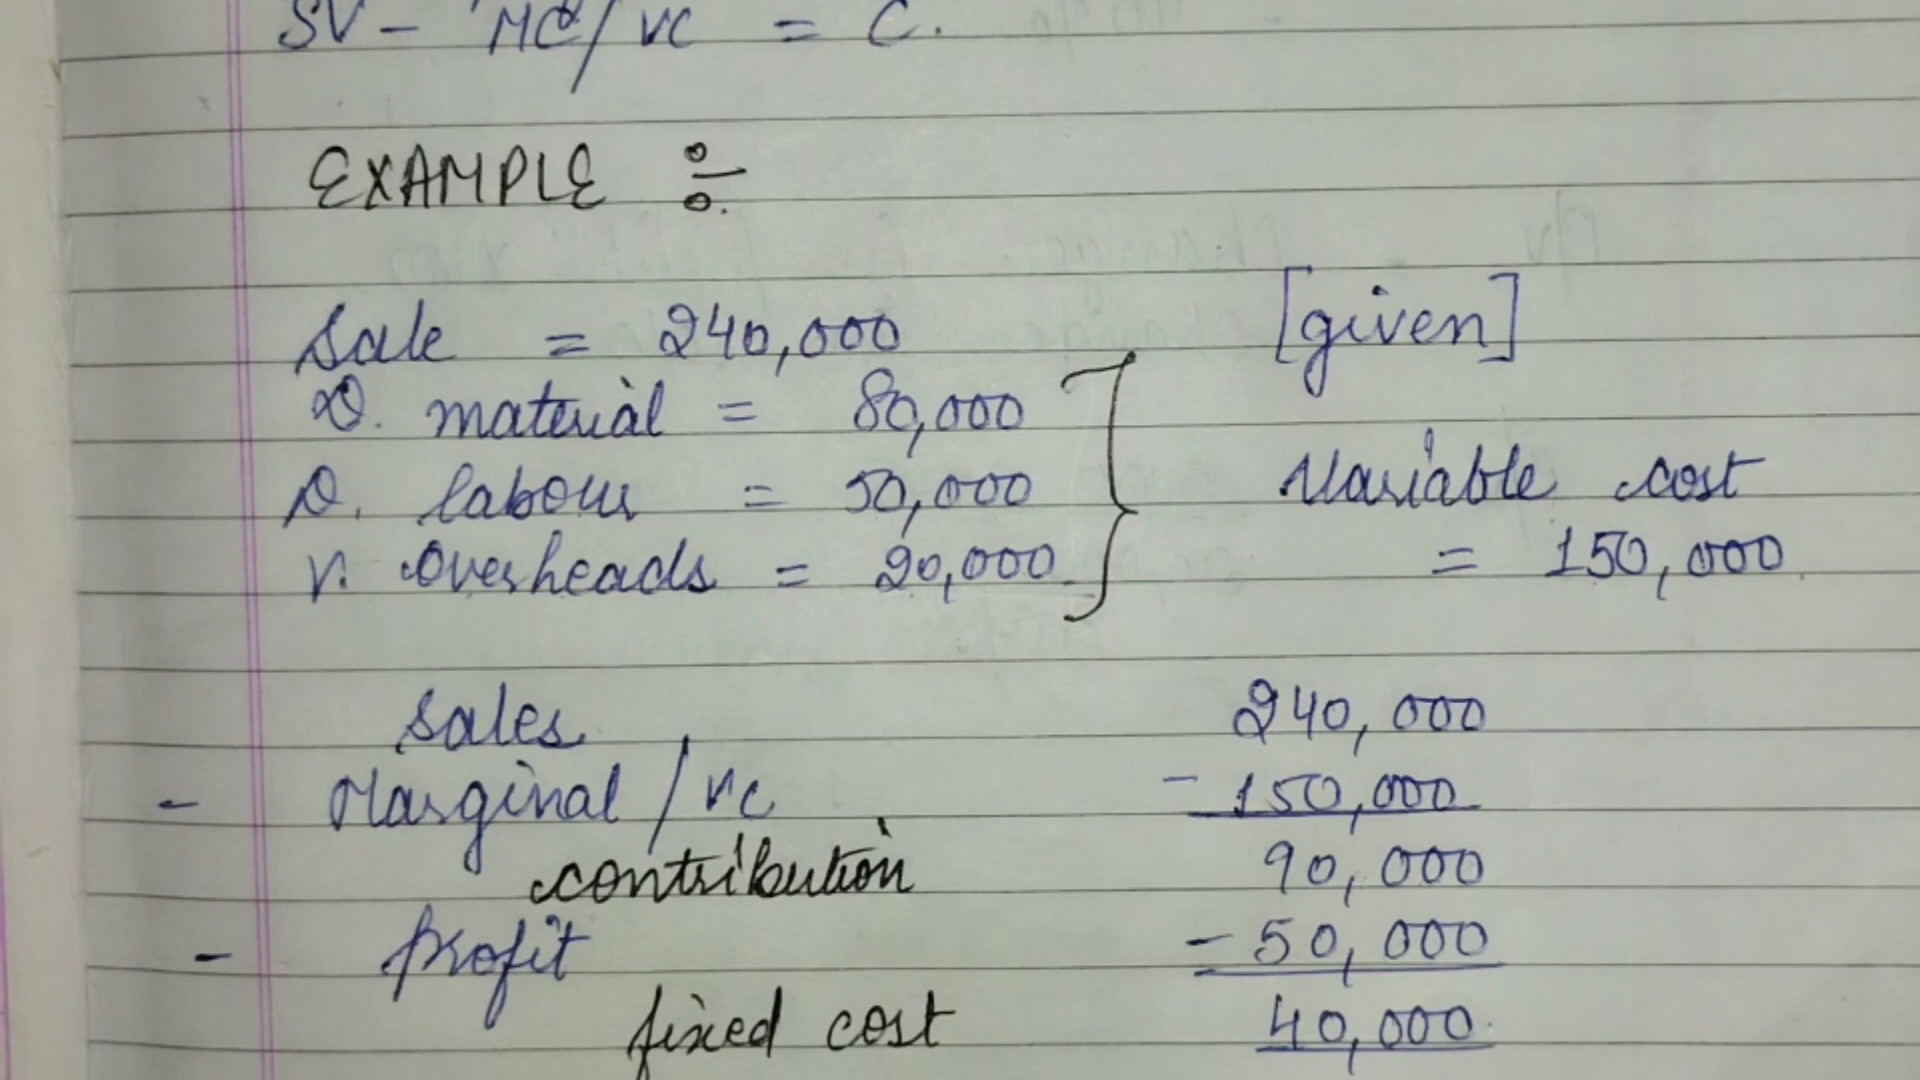 SV - MC/VC = C.
EXAMPLE ÷
Sale = 240,000 [given]
D. material = 80,000
D. labour = 50,000 Variable cost
V. Overheads = 20,000 = 150,000
Sales 240,000
- Marginal / VC - 150,000
contribution 90,000
- Profit - 50,000
fixed cost 40,000